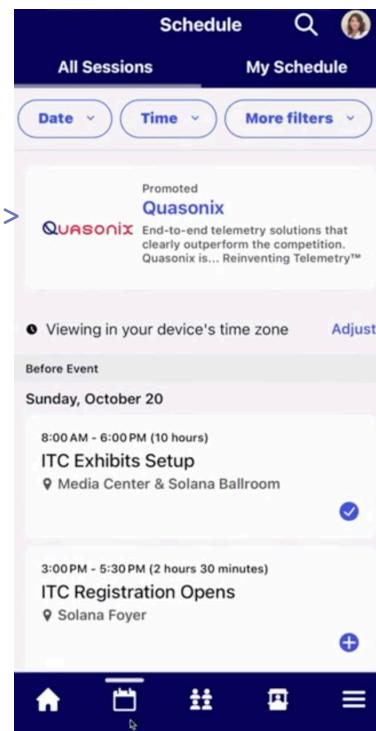 Schedule
All Sessions
My Schedule
Date
Time
More filters
>
Promoted
Quasonix
QUASONIX
End-to-end telemetry solutions that
clearly outperform the competition.
Quasonix is... Reinventing Telemetry™
Viewing in your device's time zone
Adjust
Before Event
Sunday, October 20
8:00 AM - 6:00 PM (10 hours)
ITC Exhibits Setup
Media Center & Solana Ballroom
3:00 PM - 5:30 PM (2 hours 30 minutes)
ITC Registration Opens
Solana Foyer